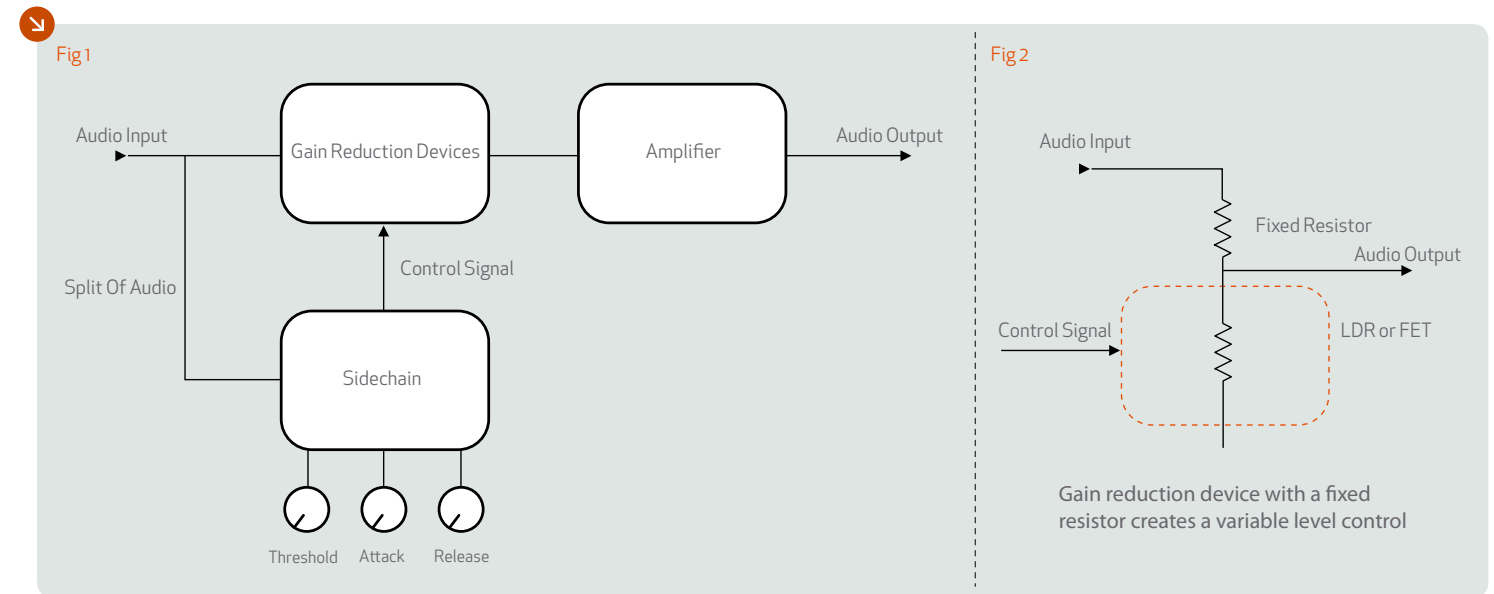 Fig 1
Audio Input
Gain Reduction Devices
Amplifier
Audio Output
Control Signal
Split Of Audio
Sidechain
Threshold
Attack
Release
Fig 2
Audio Input
Fixed Resistor
Audio Output
Control Signal
LDR or FET
Gain reduction device with a fixed
resistor creates a variable level control